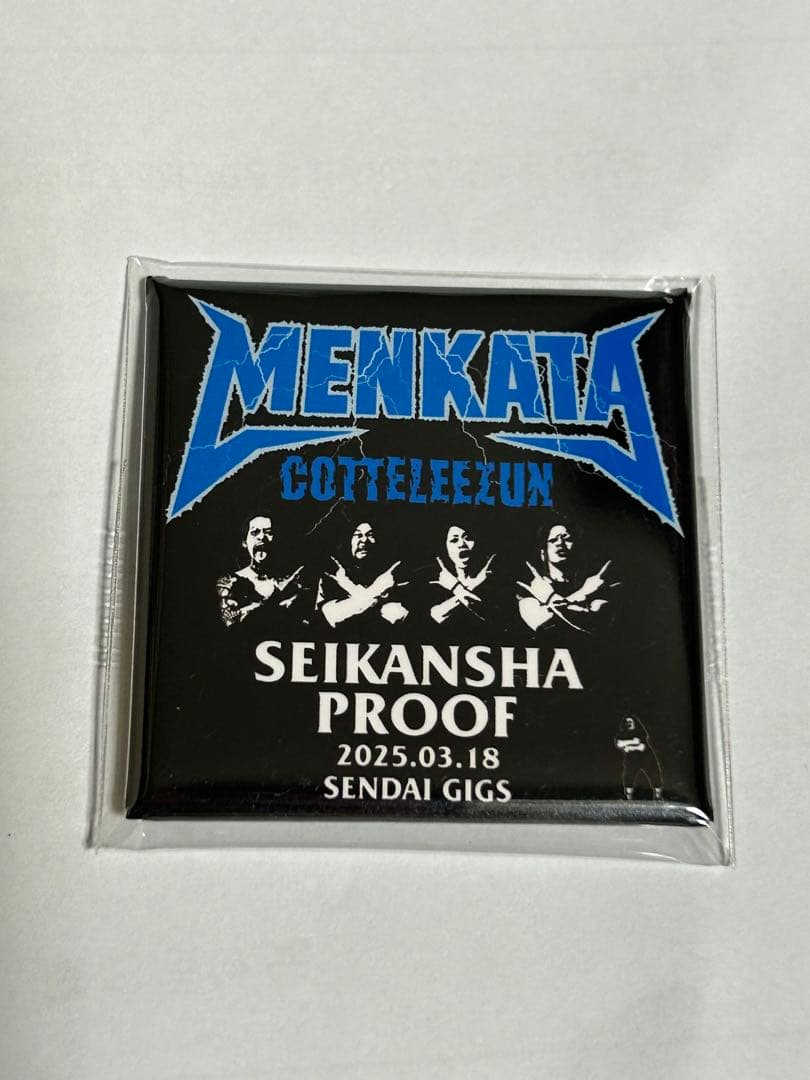 MENKATA
COTTELEEZUN
SEIKANSHA
PROOF
2025.03.18
SENDAI GIGS